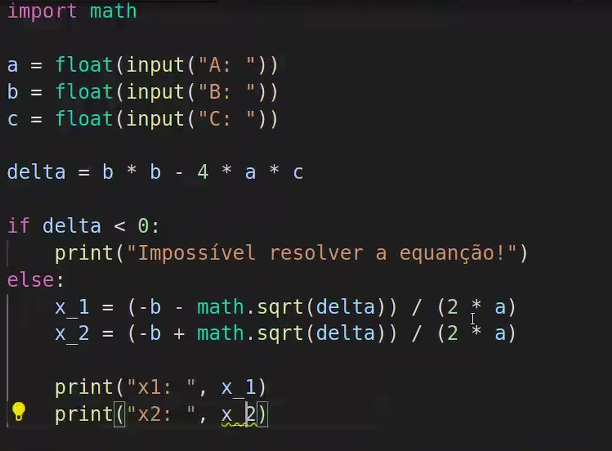 import math
a = float(input("A: "))
b = float(input("B: "))
c = float(input("C: "))
delta = b * b - 4 * a * c
if delta < 0:
    print("Impossível resolver a equanção!")
else:
    x_1 = (-b - math.sqrt(delta)) / (2 * a)
    x_2 = (-b + math.sqrt(delta)) / (2 * a)
    print("x1: ", x_1)
    print("x2: ", x_2)